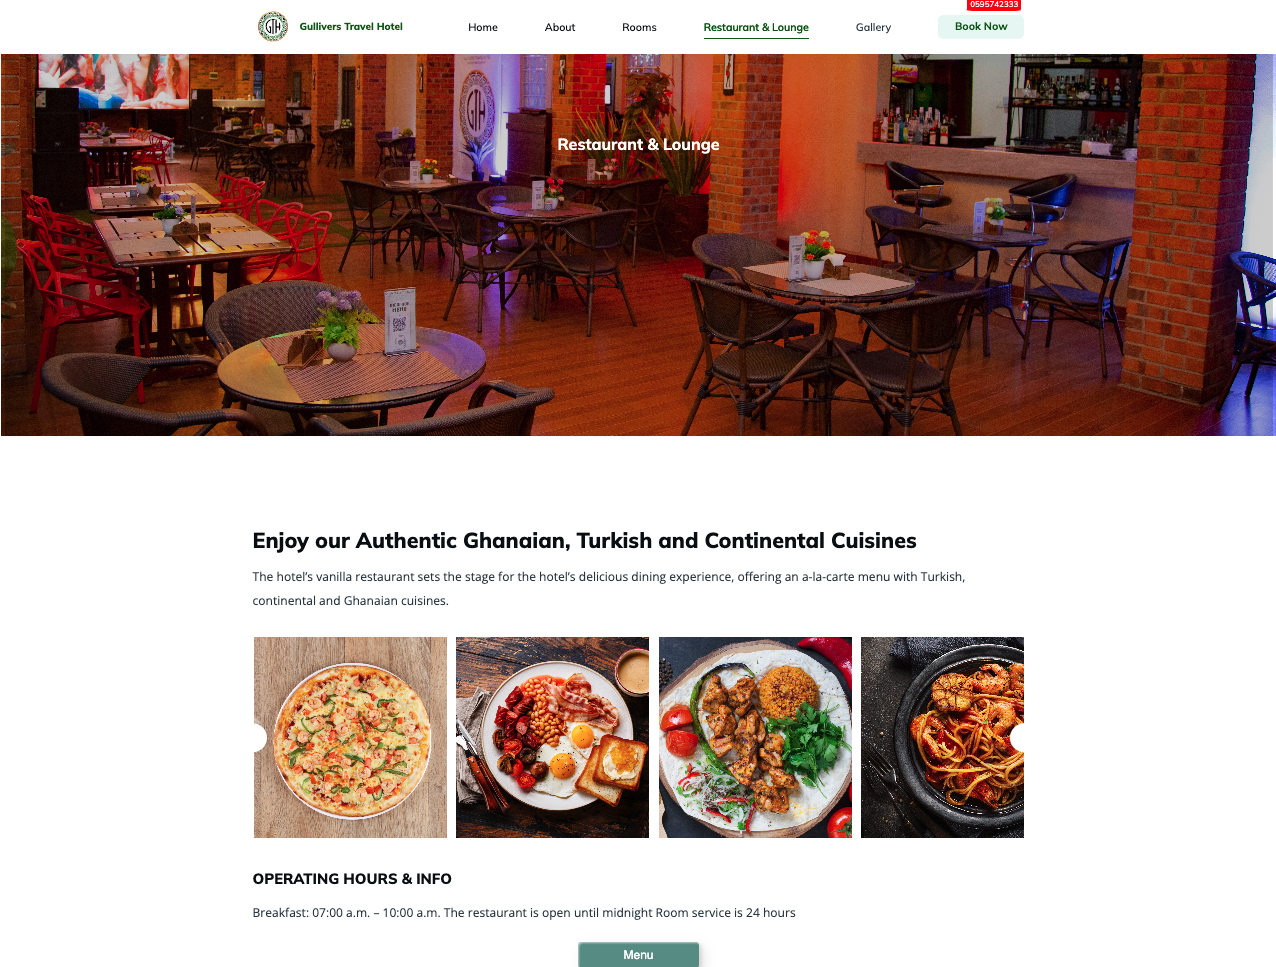 0595742333
GTH
Gullivers Travel Hotel
Home
About
Rooms
Restaurant & Lounge
Gallery
Book Now
GTH
Restaurant & Lounge
Enjoy our Authentic Ghanaian, Turkish and Continental Cuisines
The hotel’s vanilla restaurant sets the stage for the hotel’s delicious dining experience, offering an a-la-carte menu with Turkish,
continental and Ghanaian cuisines.
OPERATING HOURS & INFO
Breakfast: 07:00 a.m. – 10:00 a.m. The restaurant is open until midnight Room service is 24 hours
Menu